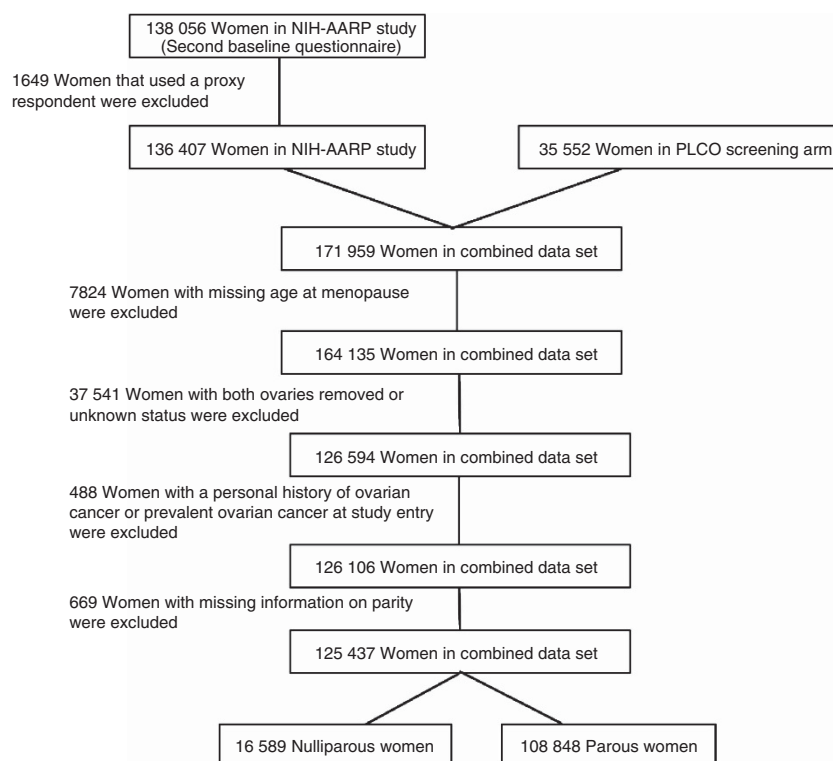 138 056 Women in NIH-AARP study
(Second baseline questionnaire)
1649 Women that used a proxy
respondent were excluded
136 407 Women in NIH-AARP study
35 552 Women in PLCO screening arm
171 959 Women in combined data set
7824 Women with missing age at menopause
were excluded
164 135 Women in combined data set
37 541 Women with both ovaries removed or
unknown status were excluded
126 594 Women in combined data set
488 Women with a personal history of ovarian
cancer or prevalent ovarian cancer at study entry
were excluded
126 106 Women in combined data set
669 Women with missing information on parity
were excluded
125 437 Women in combined data set
16 589 Nulliparous women
108 848 Parous women